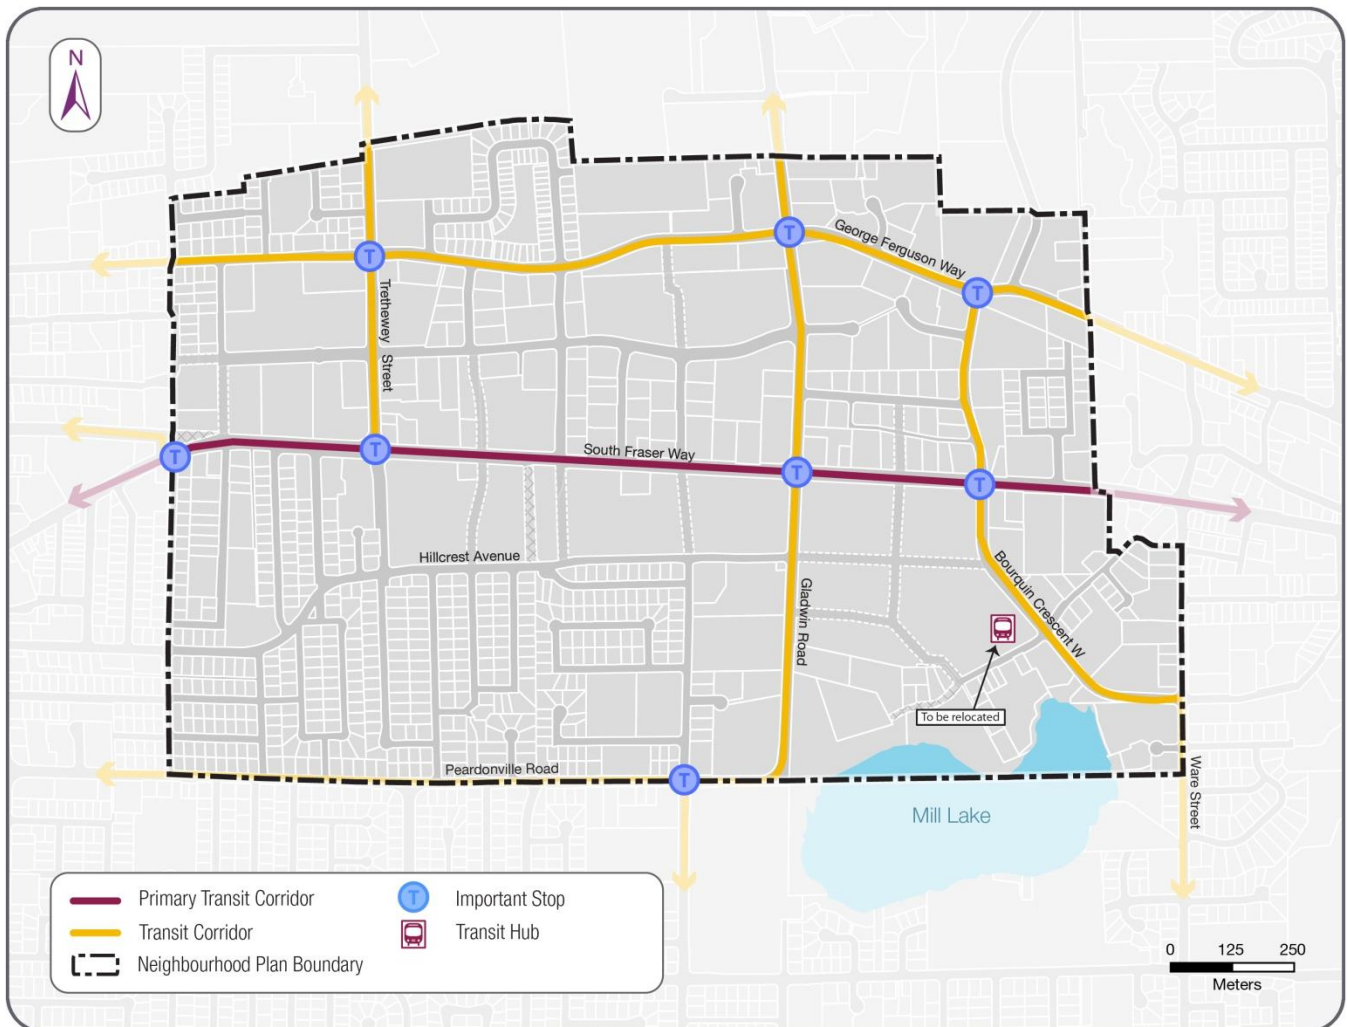 N
George Ferguson Way
Trethewey Street
South Fraser Way
Hillcrest Avenue
Gladwin Road
Bourquin Crescent W
To be relocated
Peardonville Road
Ware Street
Mill Lake
T
T
T
T
T
T
T
T
T
Primary Transit Corridor
Transit Corridor
Neighbourhood Plan Boundary
T Important Stop
Transit Hub
0 125 250
Meters